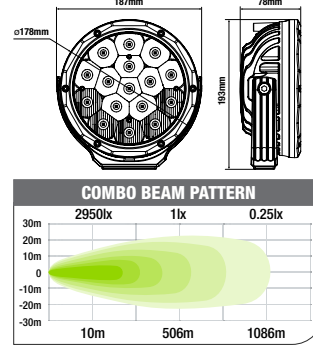 187mm
78mm
ø178mm
193mm
COMBO BEAM PATTERN
2950lx 1lx 0.25lx
30m
20m
10m
0
-10m
-20m
-30m
10m 506m 1086m